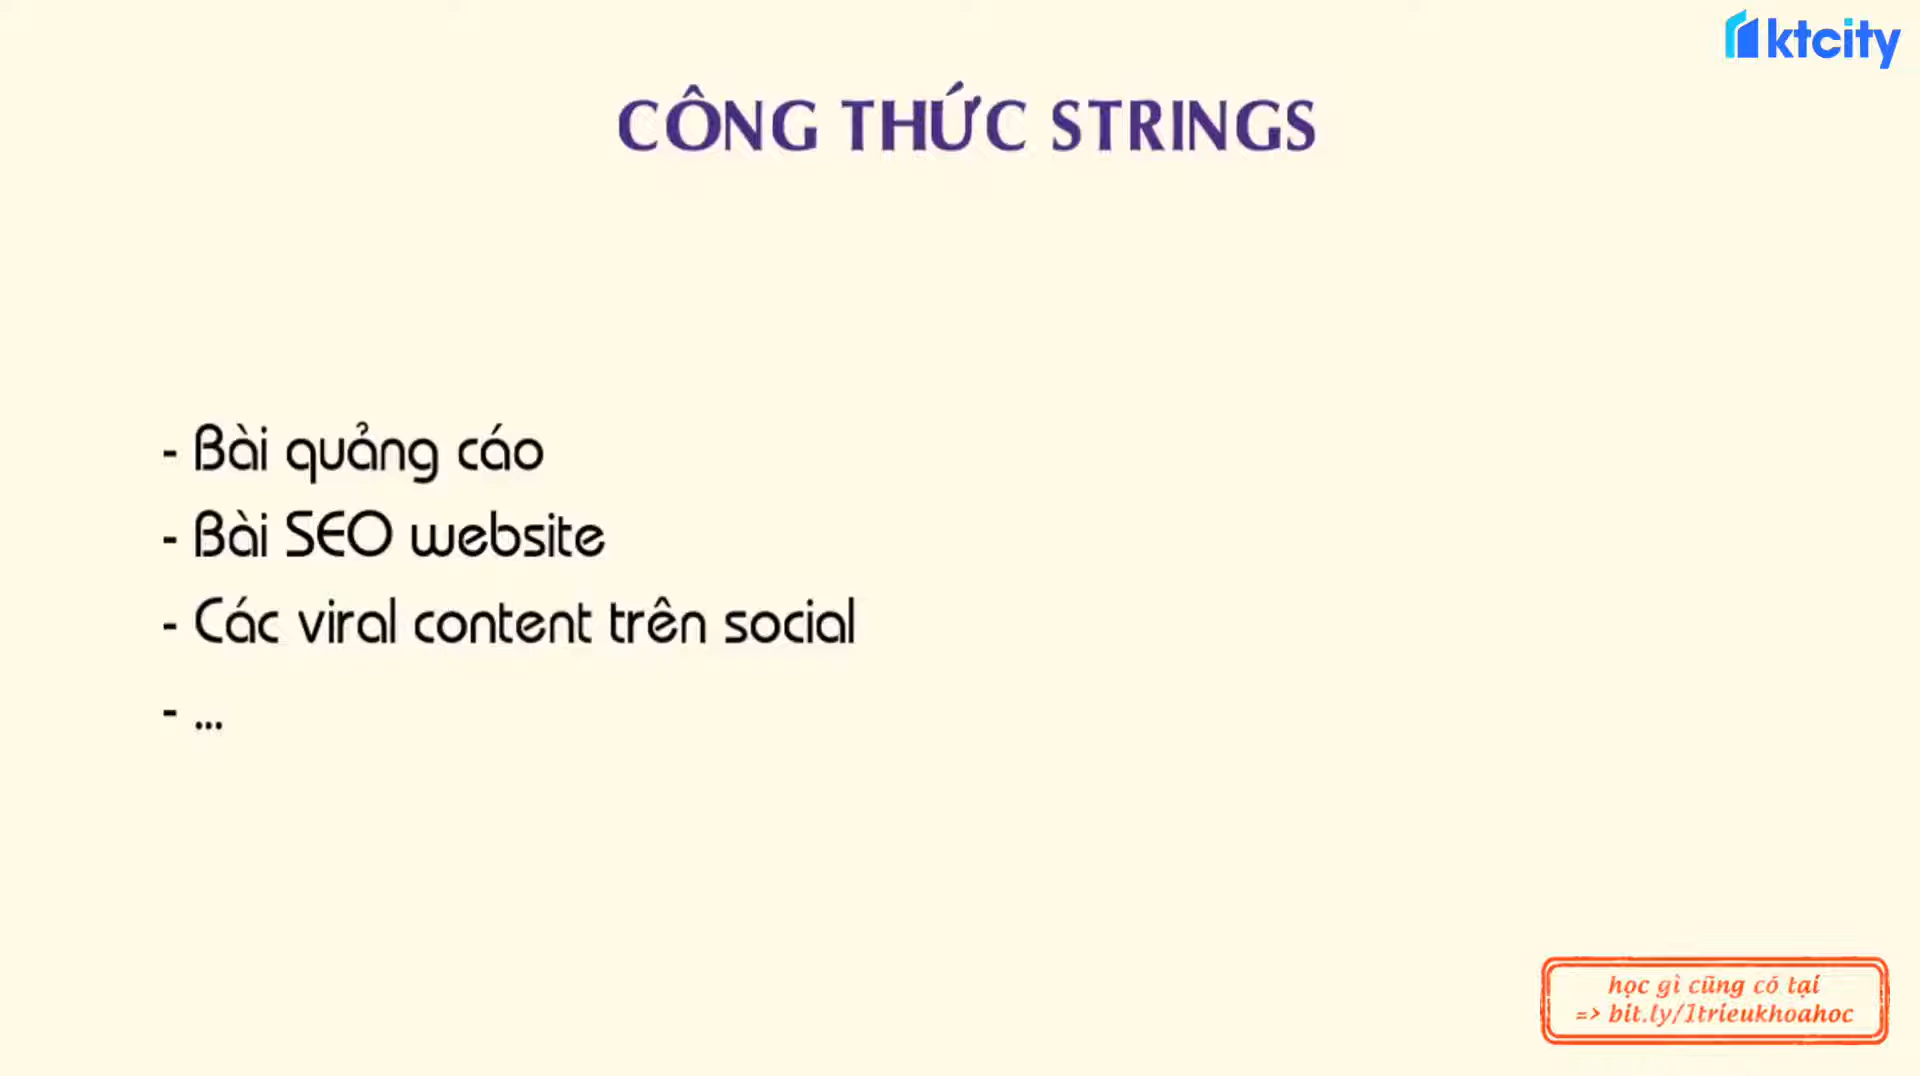 ktcity
CÔNG THỨC STRINGS
- Bài quảng cáo
- Bài SEO website
- Các viral content trên social
- ...
học gì cũng có tại
=> bit.ly/1trieukhoahoc